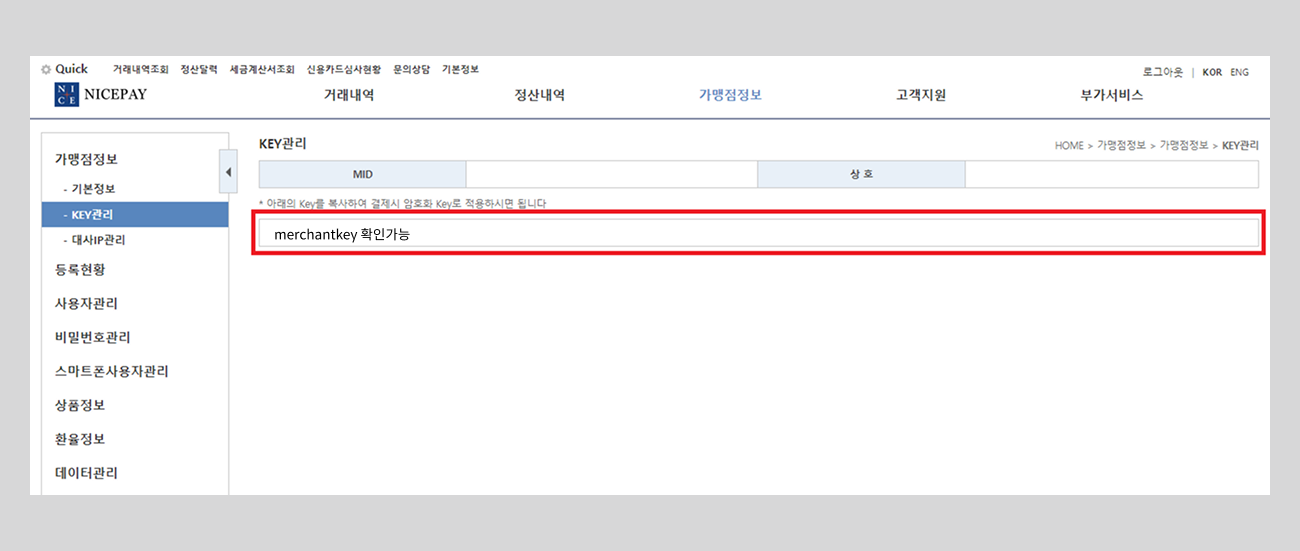 Quick 거래내역조회 정산달력 세금계산서조회 신용카드심사현황 문의상담 기본정보
로그아웃 | KOR ENG
NICE NICEPAY 거래내역 정산내역 가맹점정보 고객지원 부가서비스
가맹점정보
- 기본정보
- KEY관리
- 대사IP관리
등록현황
사용자관리
비밀번호관리
스마트폰사용자관리
상품정보
환율정보
데이터관리
KEY관리
HOME > 가맹점정보 > 가맹점정보 > KEY관리
MID 상 호
* 아래의 Key를 복사하여 결제시 암호화 Key로 적용하시면 됩니다
merchantkey 확인가능